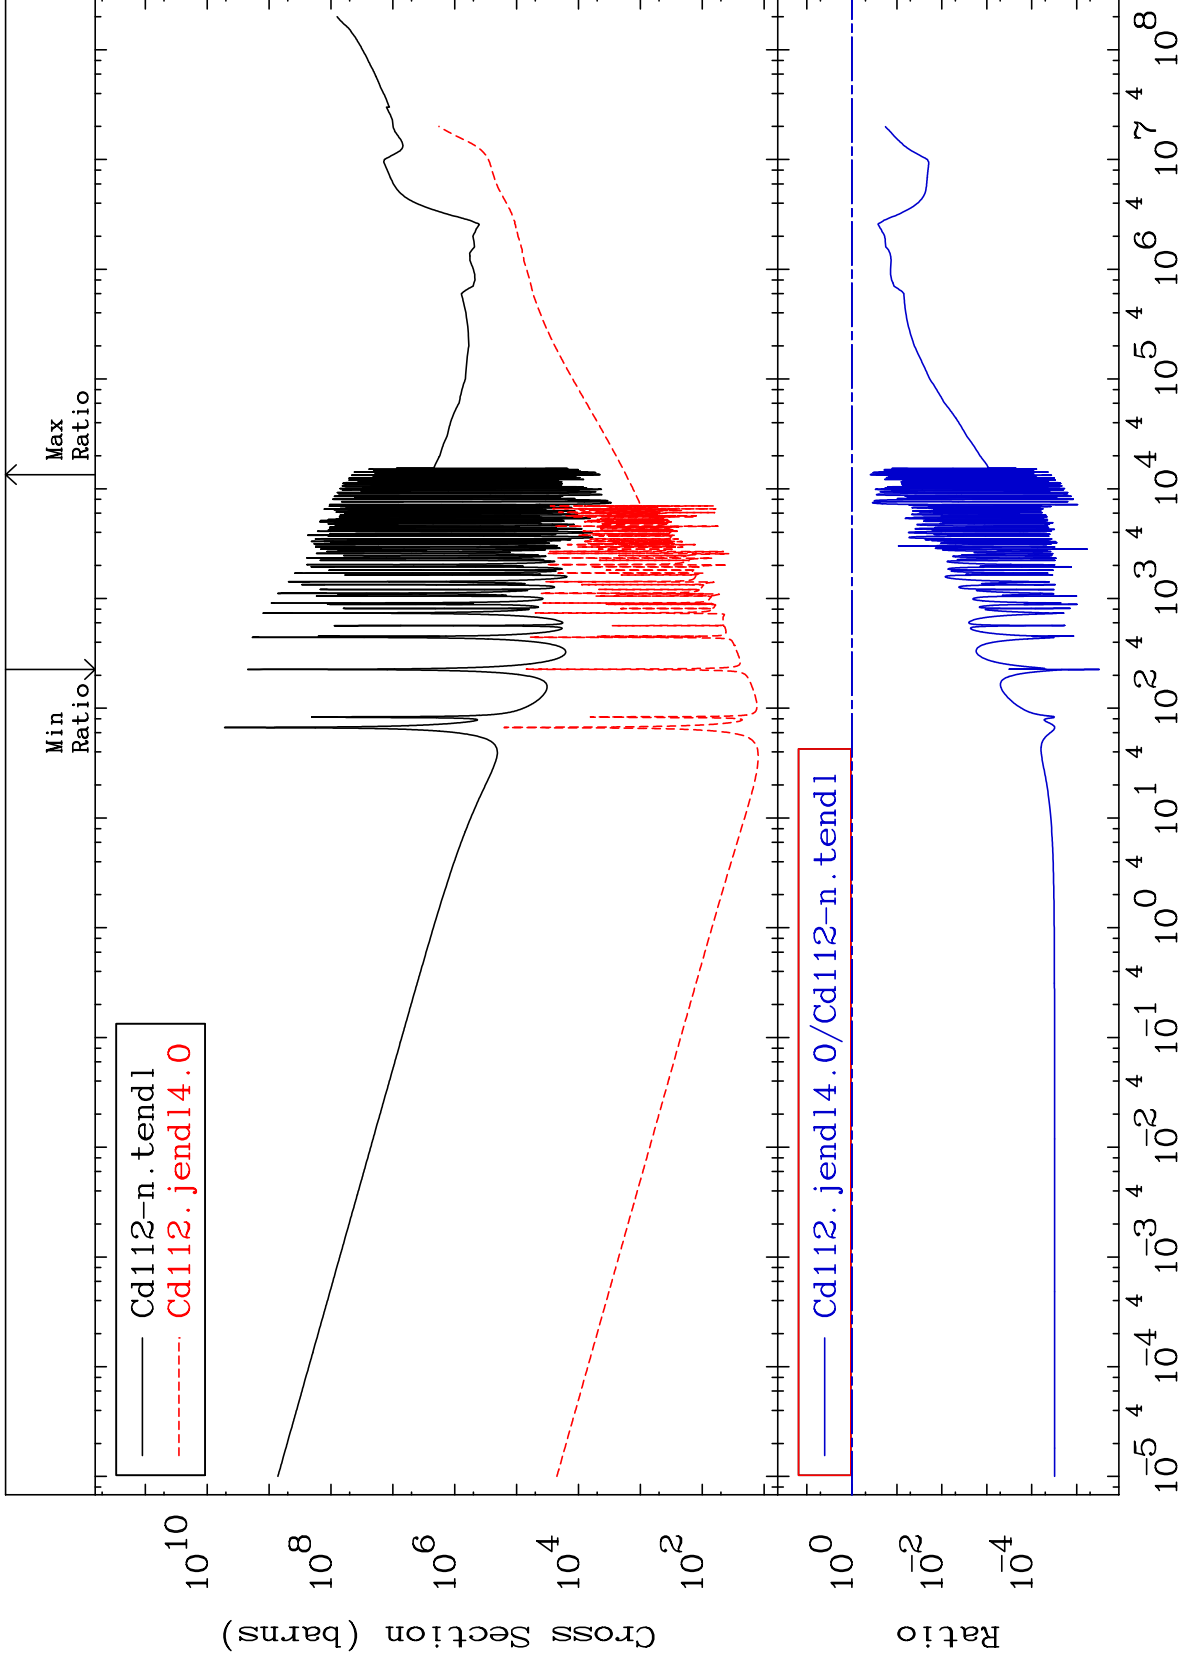 Max
Ratio
Min
Ratio
Cd112-n.tendl
Cd112.jendl4.0
10^10
10^8
10^6
10^4
10^2
Cross Section (barns)
Cd112.jendl4.0/Cd112-n.tendl
10^0
10^-2
10^-4
Ratio
10^-5 4 10^-4 4 10^-3 4 10^-2 4 10^-1 4 10^0 4 10^1 4 10^2 4 10^3 4 10^4 4 10^5 4 10^6 4 10^7 4 10^8